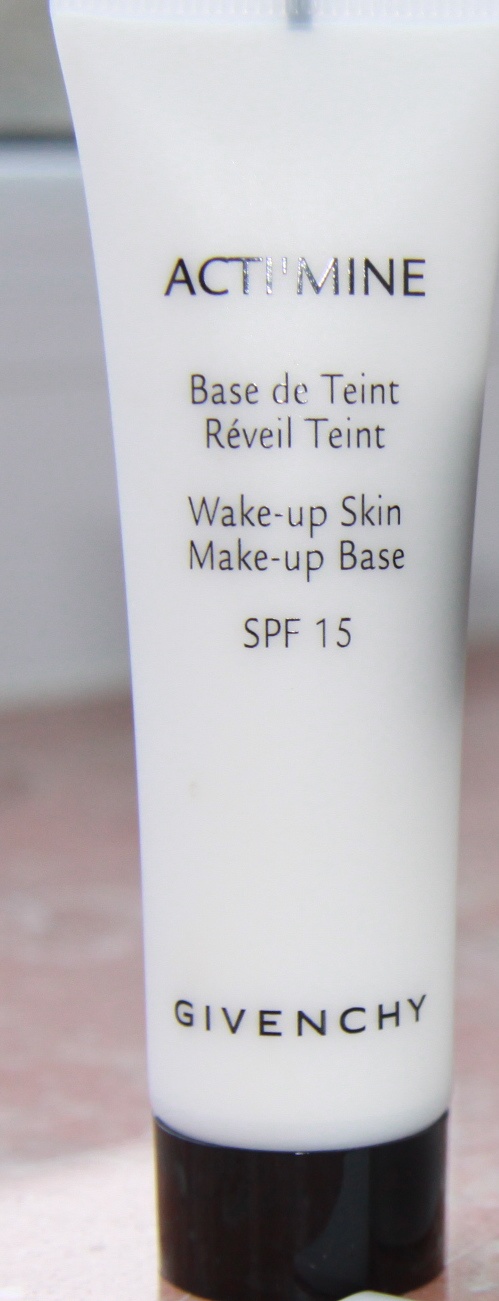 ACTI'MINE
Base de Teint
Réveil Teint
Wake-up Skin
Make-up Base
SPF 15
GIVENCHY